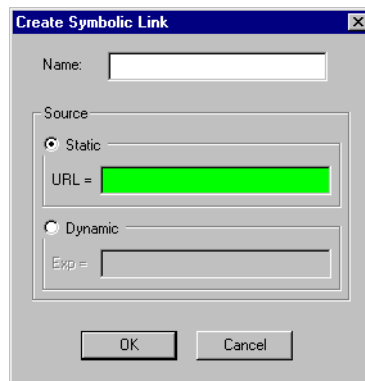 Create Symbolic Link
Name:
Source
Static
URL =
Dynamic
Exp =
OK Cancel